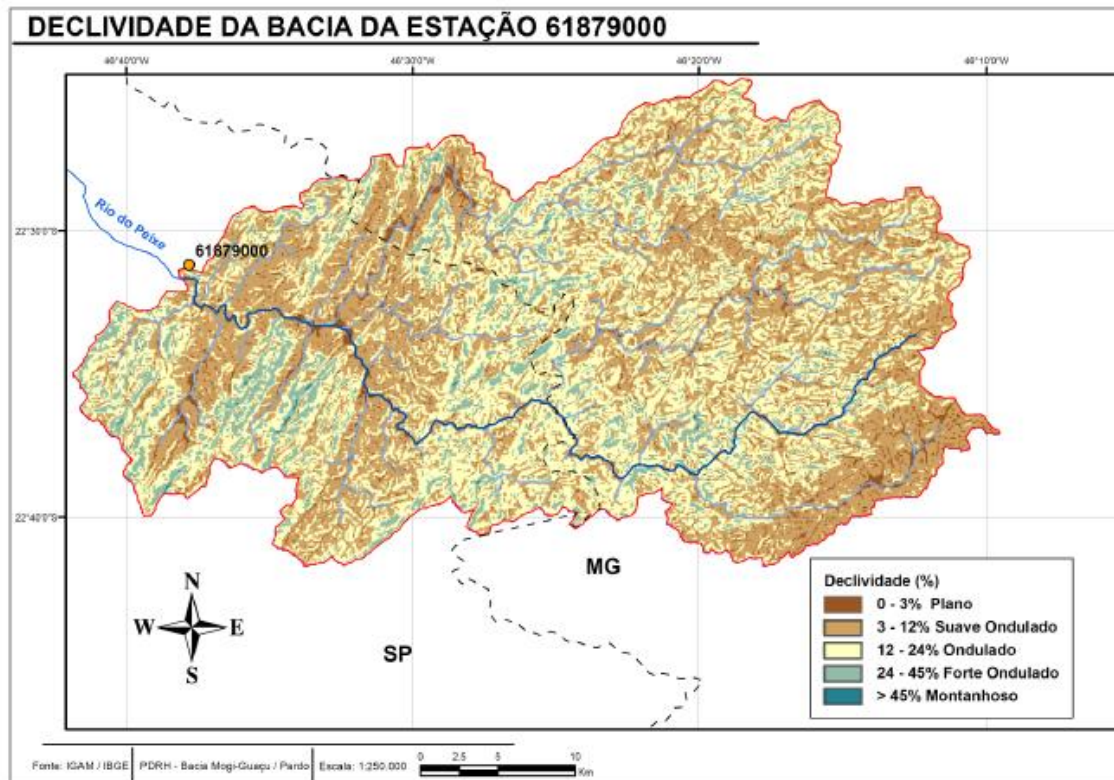 DECLIVIDADE DA BACIA DA ESTAÇÃO 61879000
46°40'0"W 46°30'0"W 46°20'0"W 46°10'0"W
Rio do Peixe
22°30'0"S
61879000
22°40'0"S
MG
SP
N
W E
S
Declividade (%)
0 - 3% Plano
3 - 12% Suave Ondulado
12 - 24% Ondulado
24 - 45% Forte Ondulado
> 45% Montanhoso
Fonte: IGAM / IBGE PDRH - Bacia Mogi-Guaçu / Pardo Escala: 1:250.000
0 2.5 5 10
Km